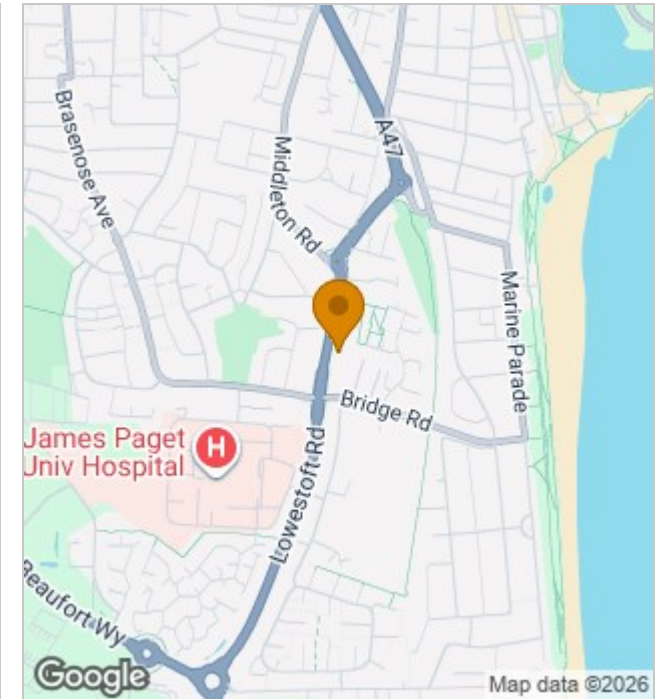 A47
Brasenose Ave
Middleton Rd
Marine Parade
Bridge Rd
James Paget
Univ Hospital
H
Lowestoft Rd
Beaufort Wy
Google
Map data ©2026